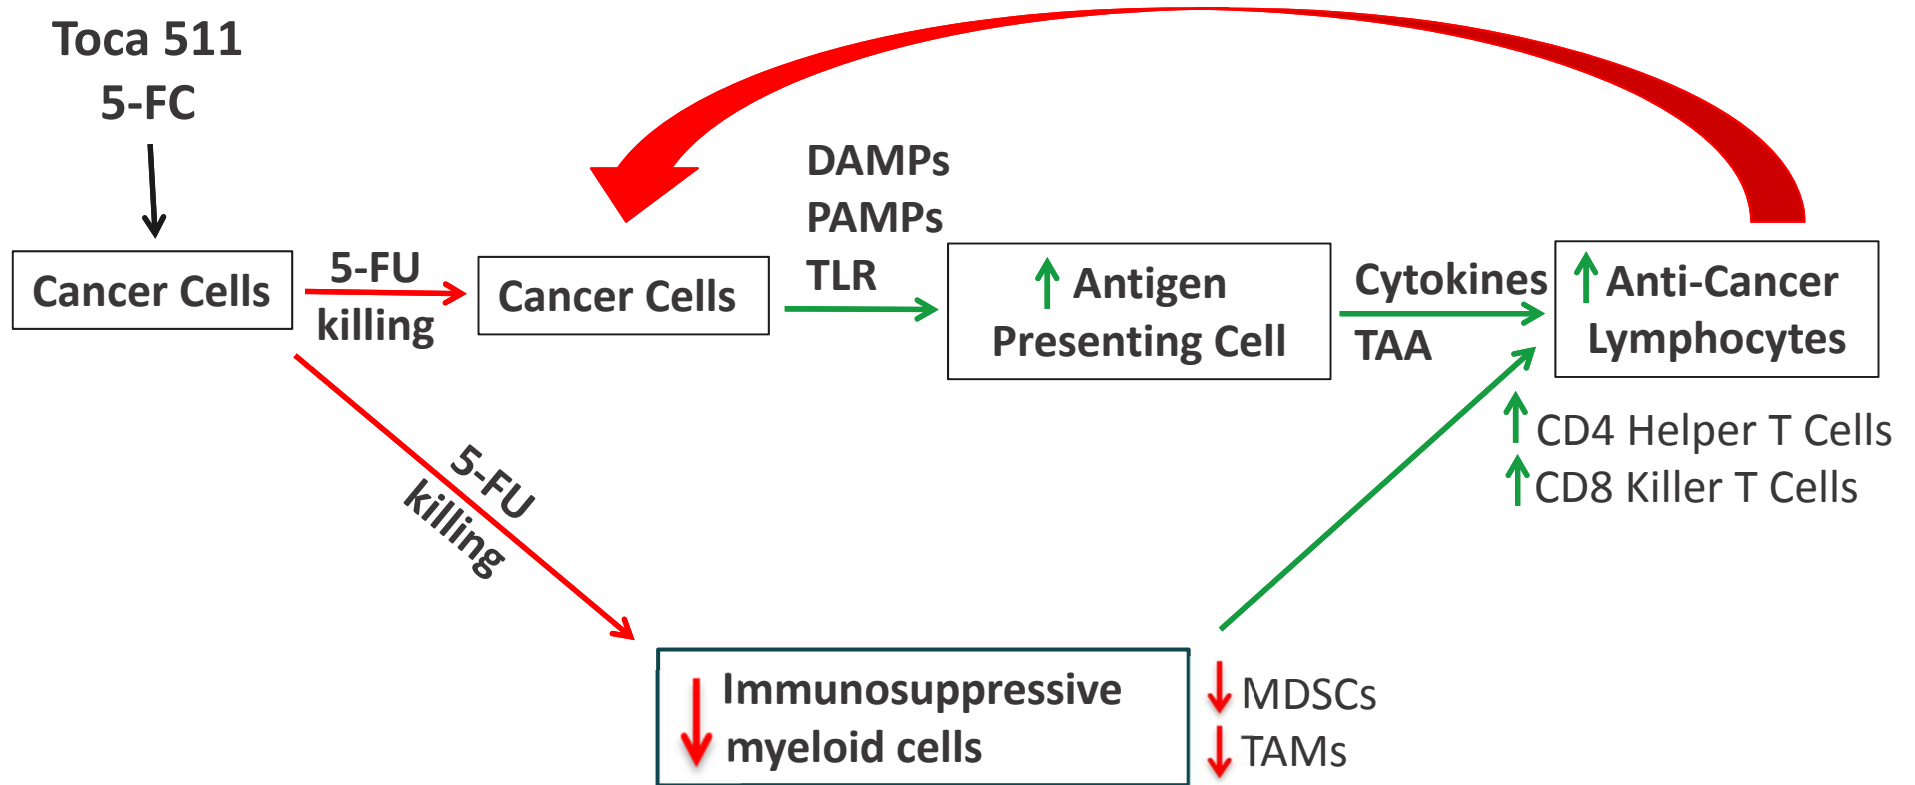 Toca 511
5-FC
Cancer Cells
5-FU
killing
Cancer Cells
DAMPs
PAMPs
TLR
Antigen
Presenting Cell
Cytokines
TAA
Anti-Cancer
Lymphocytes
CD4 Helper T Cells
CD8 Killer T Cells
5-FU
killing
Immunosuppressive
myeloid cells
MDSCs
TAMs